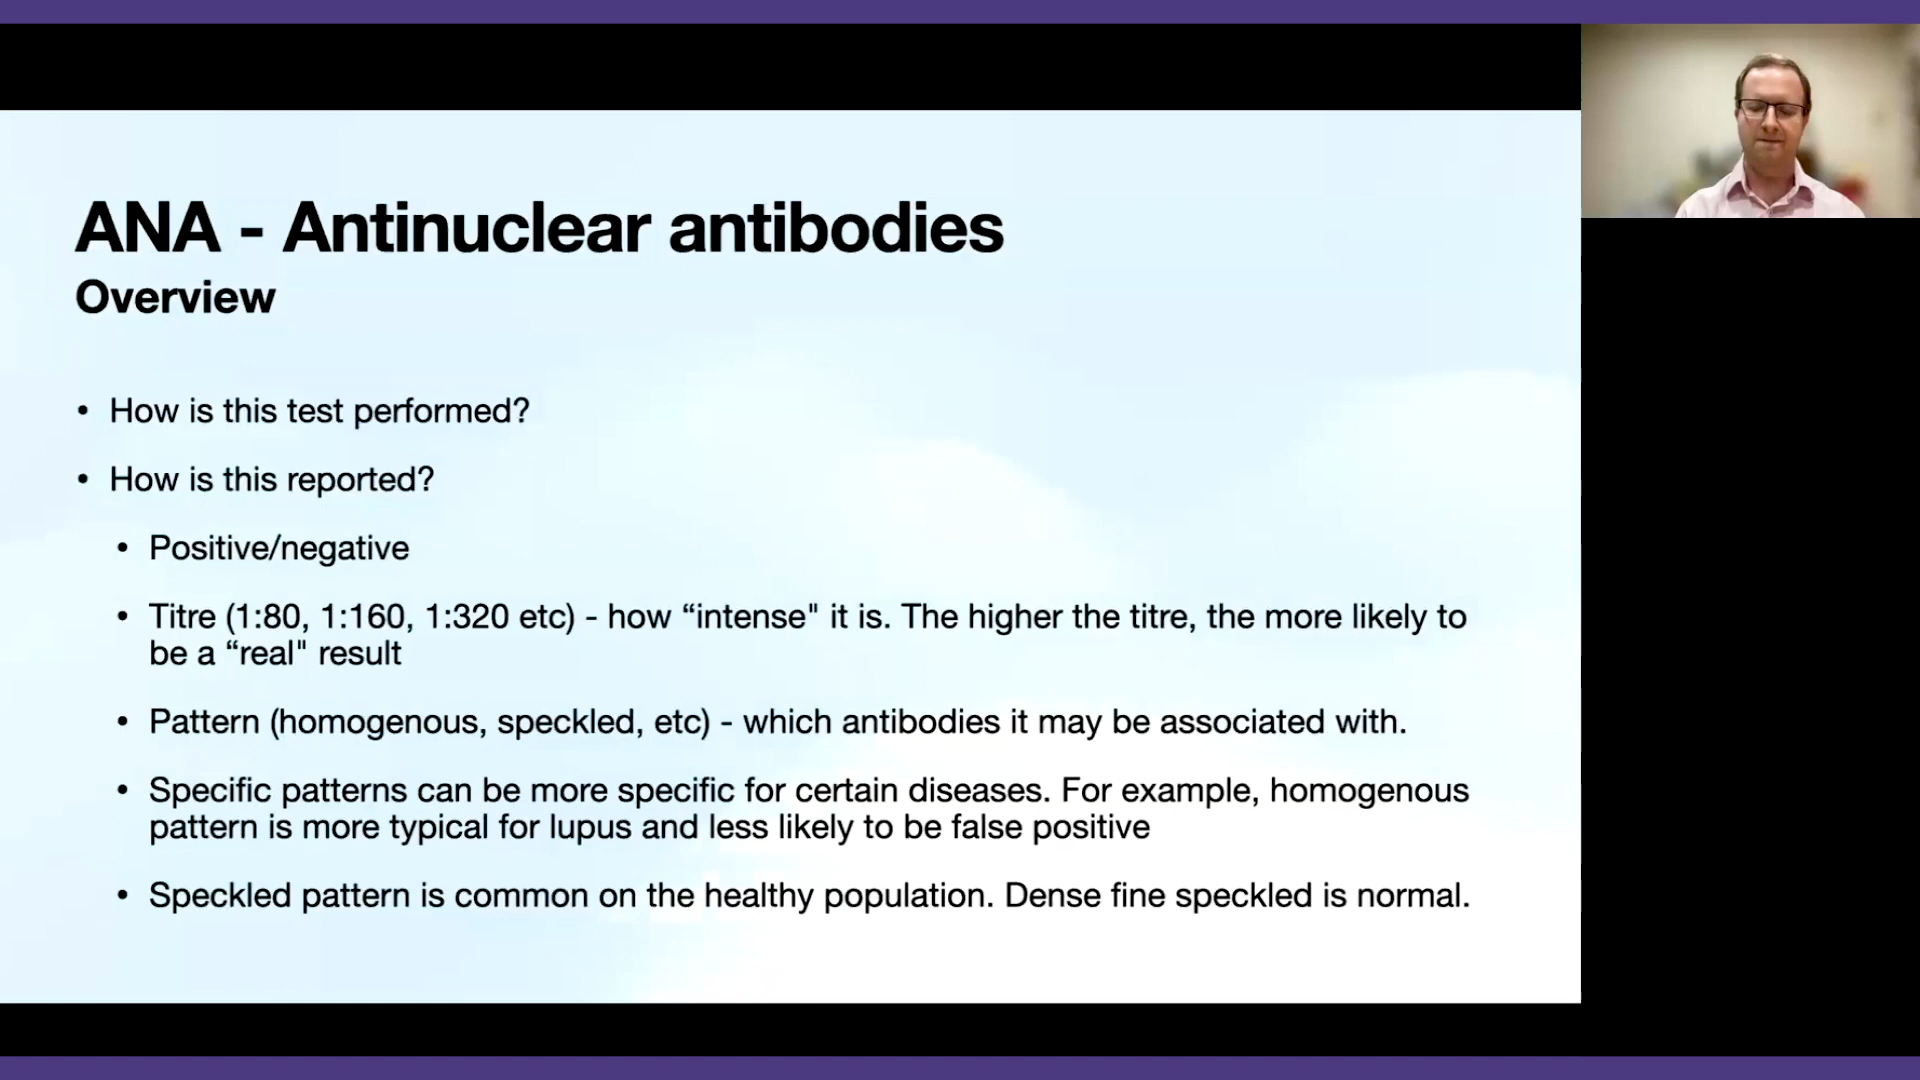 ANA - Antinuclear antibodies
Overview
• How is this test performed?
• How is this reported?
• Positive/negative
• Titre (1:80, 1:160, 1:320 etc) - how “intense" it is. The higher the titre, the more likely to
be a “real" result
• Pattern (homogenous, speckled, etc) - which antibodies it may be associated with.
• Specific patterns can be more specific for certain diseases. For example, homogenous
pattern is more typical for lupus and less likely to be false positive
• Speckled pattern is common on the healthy population. Dense fine speckled is normal.